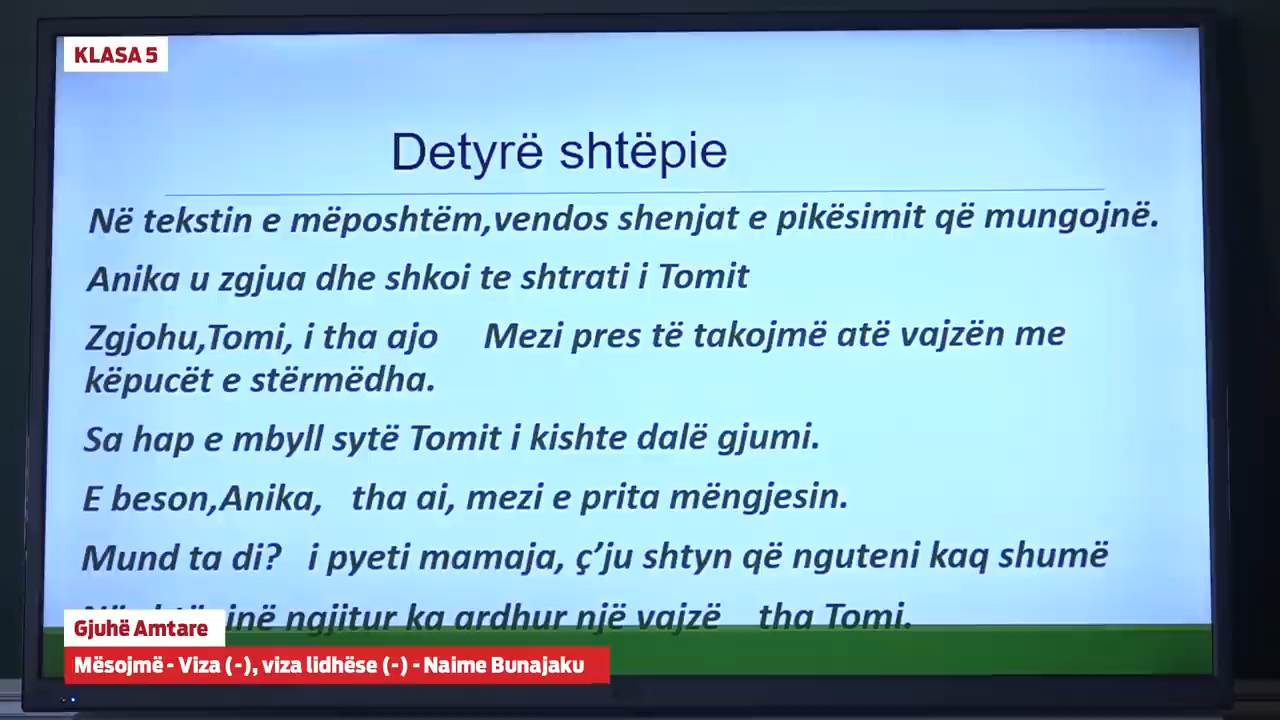 KLASA 5
Detyrë shtëpie
Në tekstin e mëposhtëm,vendos shenjat e pikësimit që mungojnë.
Anika u zgjua dhe shkoi te shtrati i Tomit
Zgjohu,Tomi, i tha ajo Mezi pres të takojmë atë vajzën me
këpucët e stërmëdha.
Sa hap e mbyll sytë Tomit i kishte dalë gjumi.
E beson,Anika, tha ai, mezi e prita mëngjesin.
Mund ta di? i pyeti mamaja, ç’ju shtyn që nguteni kaq shumë
ngjitur ka ardhur një vajzë tha Tomi.
Gjuhë Amtare
Mësojmë - Viza (-), viza lidhëse (-) - Naime Bunajaku